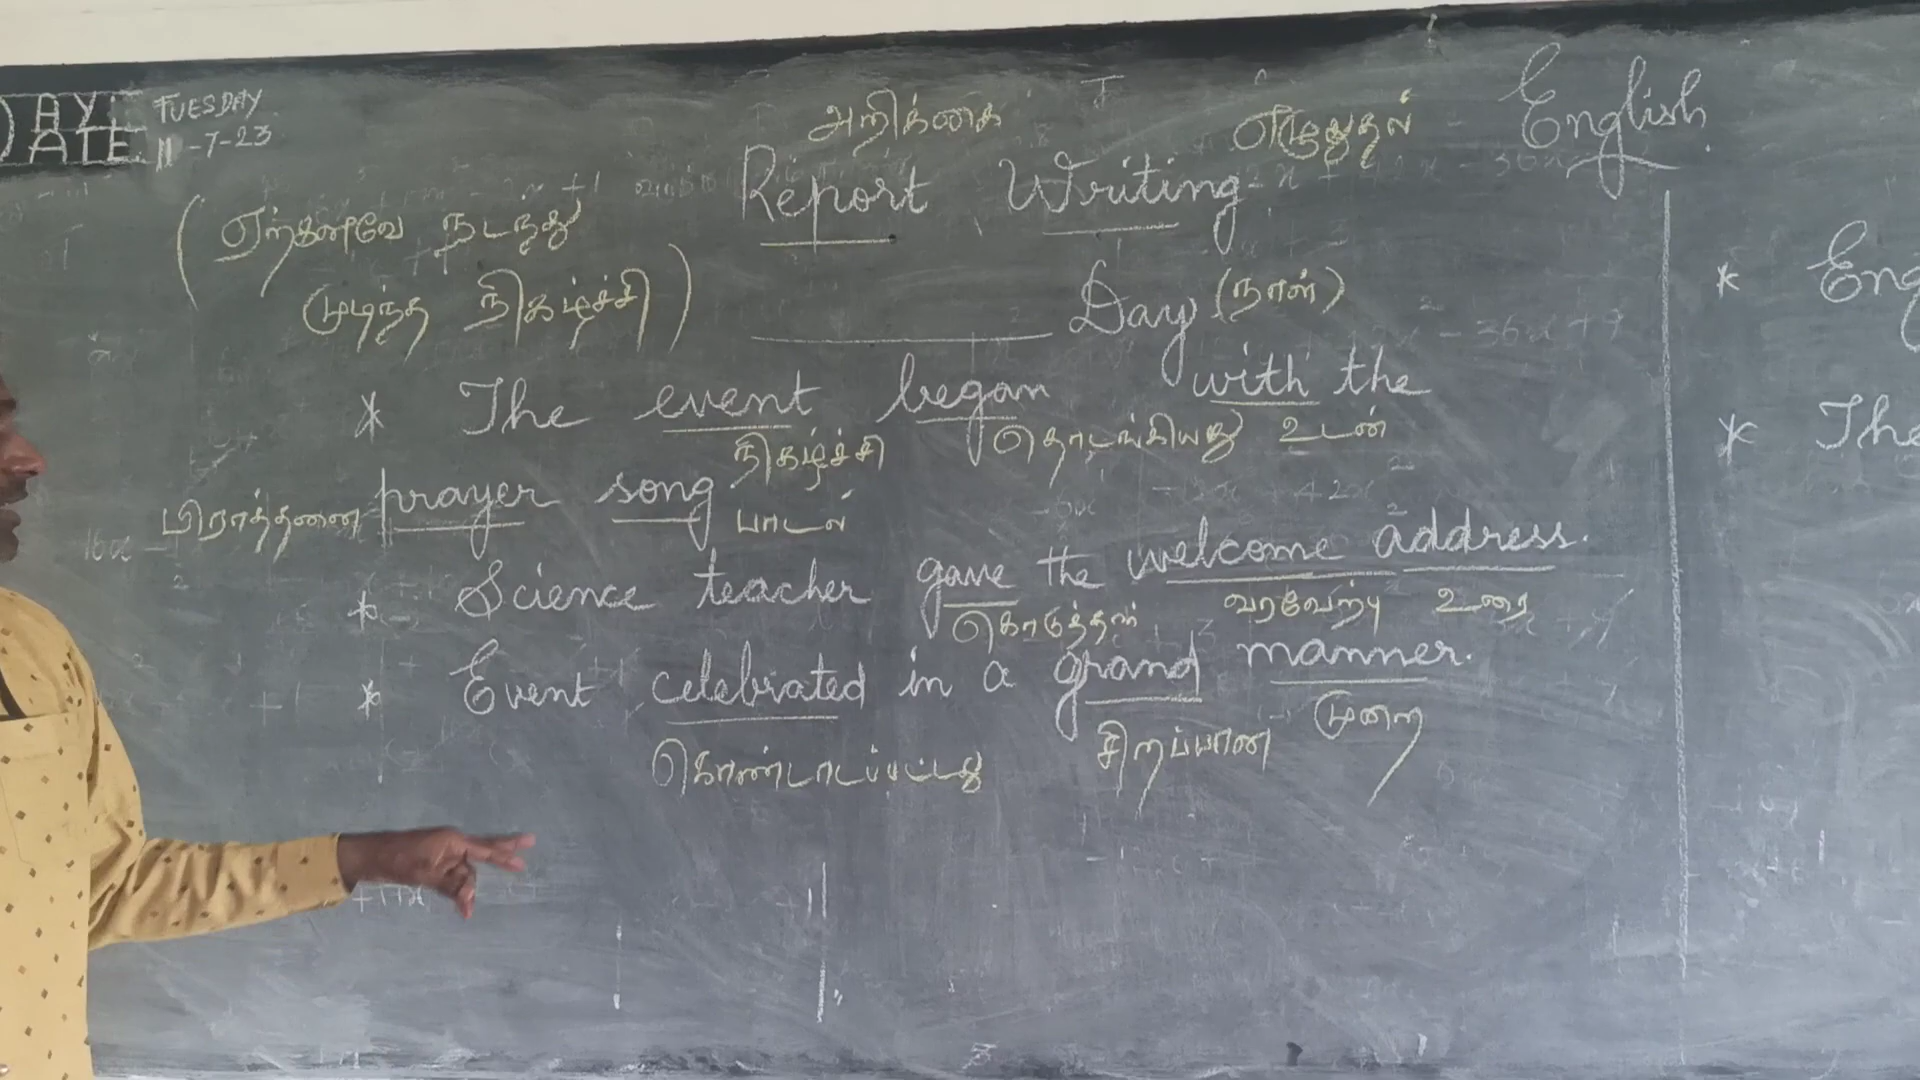 DAY: TUESDAY
DATE: 11-7-23
அறிக்கை எழுதுதல் English
Report Writing
(ஏற்கனவே நடந்து
முடிந்த நிகழ்ச்சி)
Day (நாள்)
* The event began with the
நிகழ்ச்சி தொடங்கியது உடன்
பிராத்தனை prayer song. பாடல்
* Science teacher gave the welcome address.
கொடுத்தல் வரவேற்பு உரை
* Event celebrated in a grand manner.
கொண்டாடப்பட்டது சிறப்பான முறை
* Eng
* The